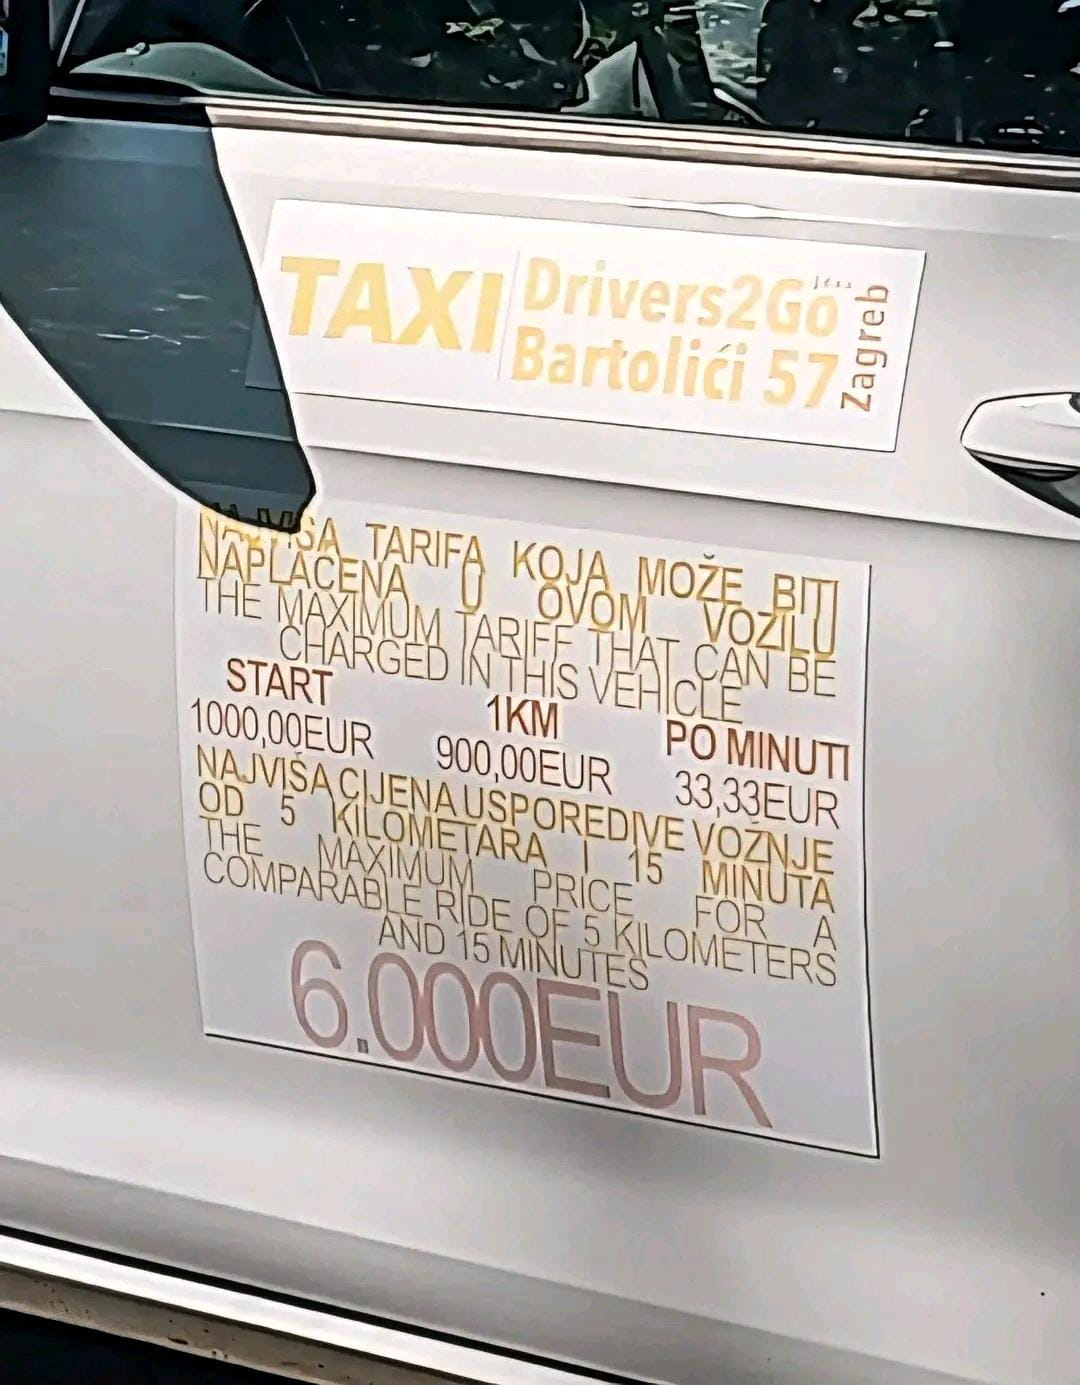 TAXI
Drivers2Go
Bartolići 57
Zagreb
NAJVIŠA TARIFA KOJA MOŽE BITI
NAPLAĆENA U OVOM VOZILU
THE MAXIMUM TARIFF THAT CAN BE
CHARGED IN THIS VEHICLE
START 1KM PO MINUTI
1000,00EUR 900,00EUR 33,33EUR
NAJVIŠA CIJENA USPOREDIVE VOŽNJE
OD 5 KILOMETARA I 15 MINUTA
THE MAXIMUM PRICE FOR A
COMPARABLE RIDE OF 5 KILOMETERS
AND 15 MINUTES
6.000EUR